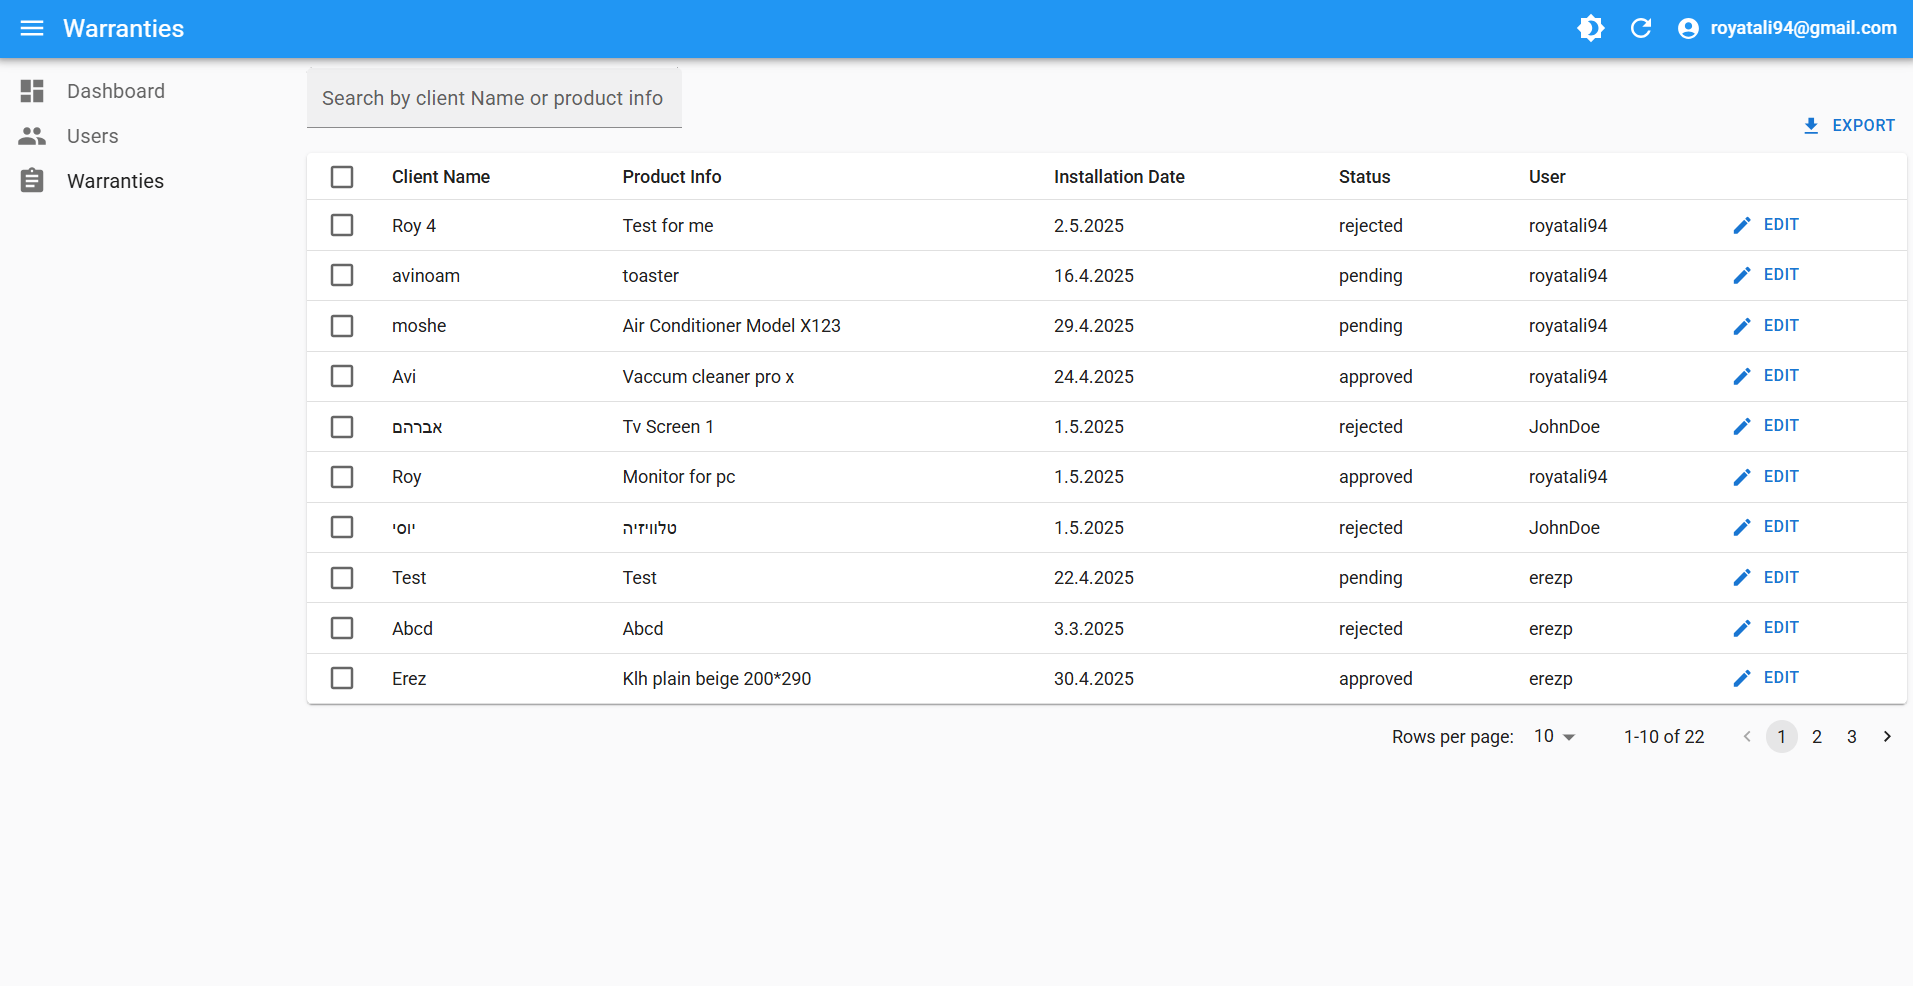 Warranties
royatali94@gmail.com
Dashboard
Users
Warranties
Search by client Name or product info
EXPORT
Client Name Product Info Installation Date Status User
Roy 4 Test for me 2.5.2025 rejected royatali94 EDIT
avinoam toaster 16.4.2025 pending royatali94 EDIT
moshe Air Conditioner Model X123 29.4.2025 pending royatali94 EDIT
Avi Vaccum cleaner pro x 24.4.2025 approved royatali94 EDIT
אברהם Tv Screen 1 1.5.2025 rejected JohnDoe EDIT
Roy Monitor for pc 1.5.2025 approved royatali94 EDIT
יוסי טלוויזיה 1.5.2025 rejected JohnDoe EDIT
Test Test 22.4.2025 pending erezp EDIT
Abcd Abcd 3.3.2025 rejected erezp EDIT
Erez Klh plain beige 200*290 30.4.2025 approved erezp EDIT
Rows per page: 10 1-10 of 22 1 2 3